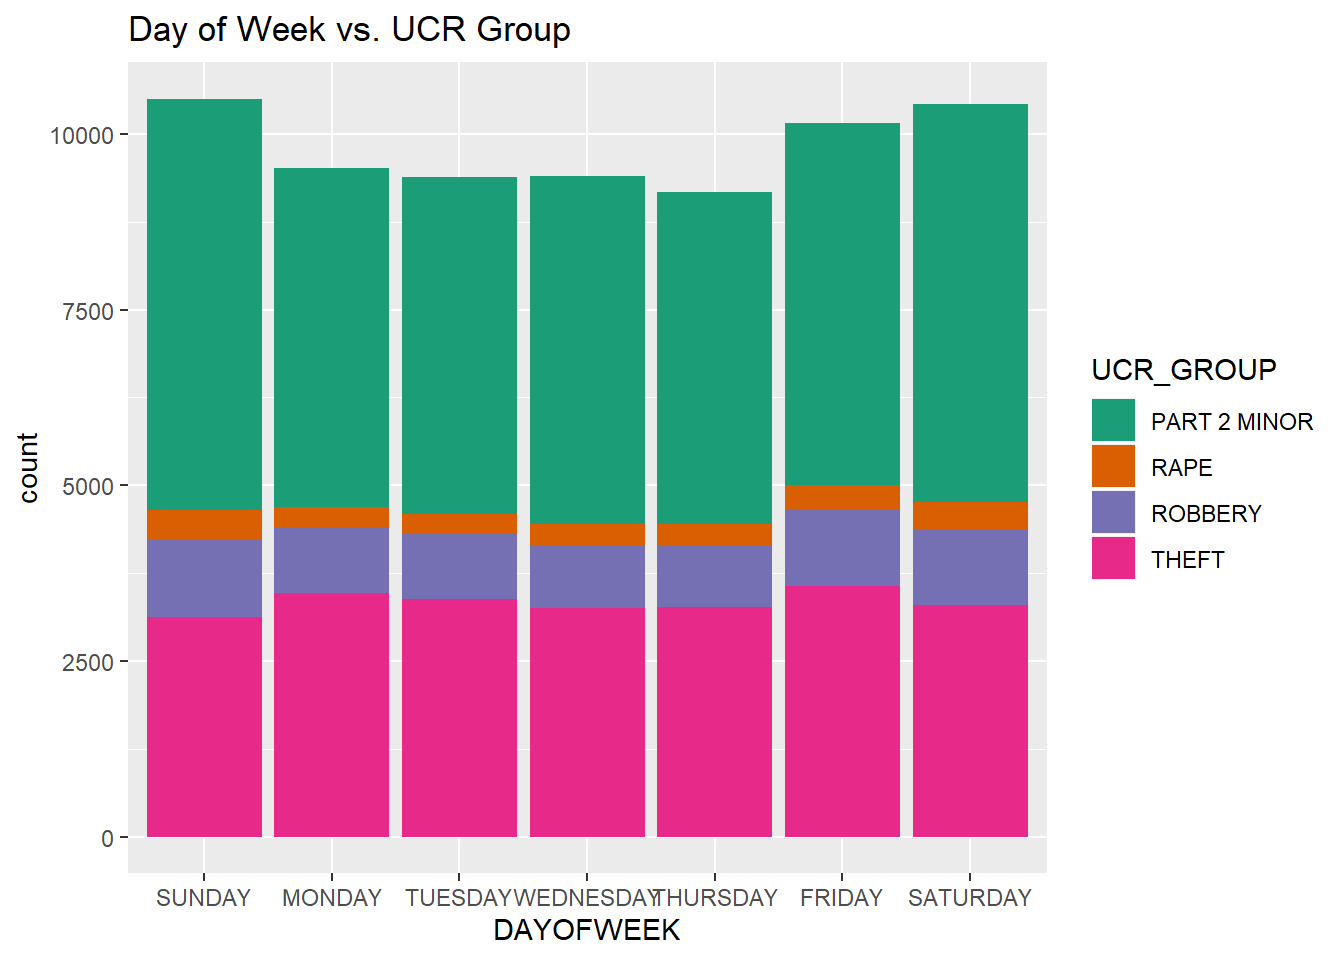 Day of Week vs. UCR Group
10000
7500
5000
2500
0
count
SUNDAY MONDAY TUESDAY WEDNESDAY THURSDAY FRIDAY SATURDAY
DAYOFWEEK
UCR_GROUP
PART 2 MINOR
RAPE
ROBBERY
THEFT